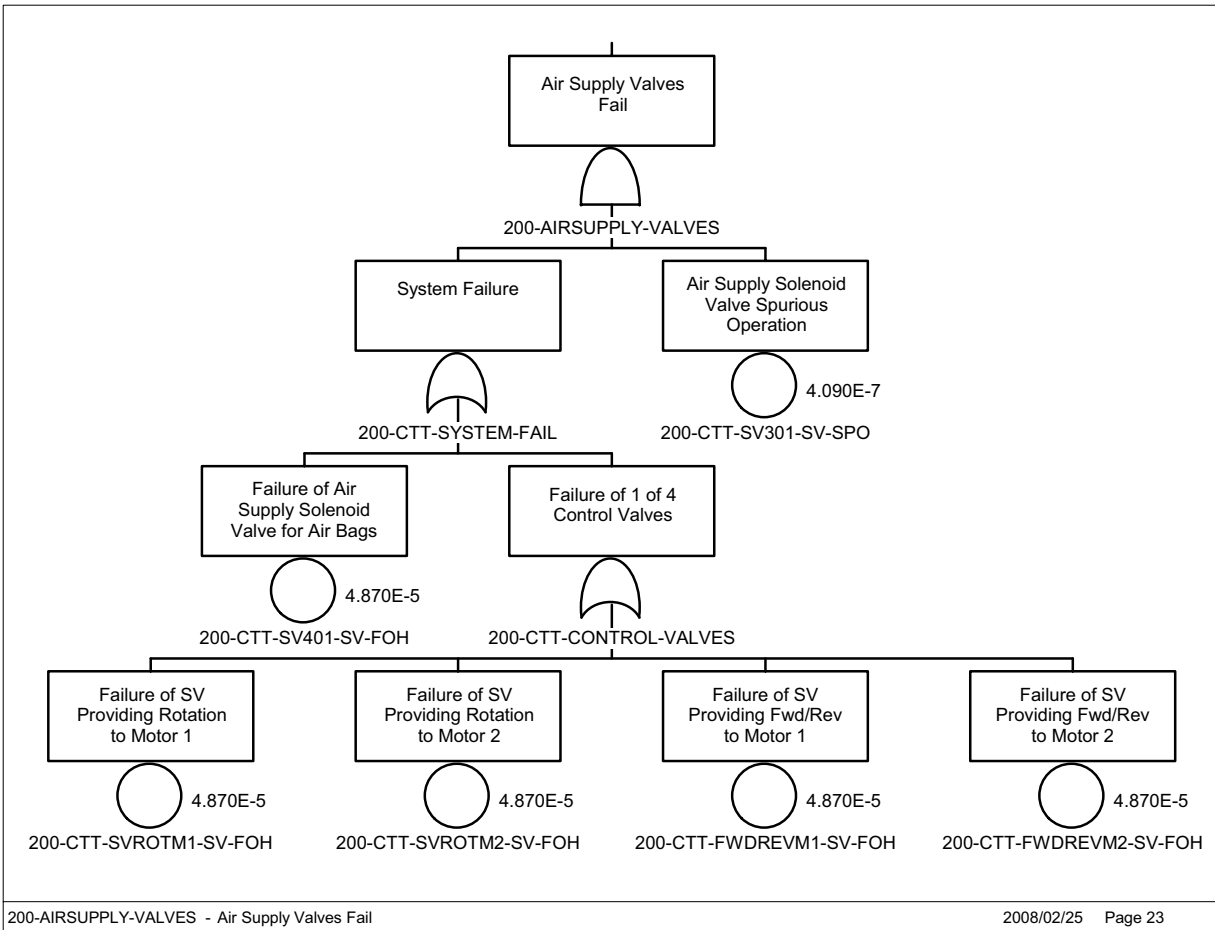 Air Supply Valves
Fail
200-AIRSUPPLY-VALVES
System Failure
Air Supply Solenoid
Valve Spurious
Operation
4.090E-7
200-CTT-SYSTEM-FAIL
200-CTT-SV301-SV-SPO
Failure of Air
Supply Solenoid
Valve for Air Bags
Failure of 1 of 4
Control Valves
4.870E-5
200-CTT-SV401-SV-FOH
200-CTT-CONTROL-VALVES
Failure of SV
Providing Rotation
to Motor 1
Failure of SV
Providing Rotation
to Motor 2
Failure of SV
Providing Fwd/Rev
to Motor 1
Failure of SV
Providing Fwd/Rev
to Motor 2
4.870E-5
4.870E-5
4.870E-5
4.870E-5
200-CTT-SVROTM1-SV-FOH
200-CTT-SVROTM2-SV-FOH
200-CTT-FWDREVM1-SV-FOH
200-CTT-FWDREVM2-SV-FOH
200-AIRSUPPLY-VALVES - Air Supply Valves Fail
2008/02/25 Page 23